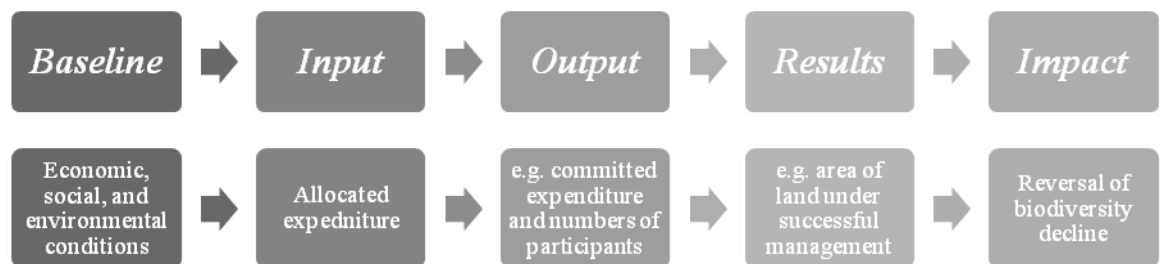 Baseline
Input
Output
Results
Impact
Economic,
social, and
environmental
conditions
Allocated
expedniture
e.g. committed
expenditure
and numbers of
participants
e.g. area of
land under
successful
management
Reversal of
biodiversity
decline